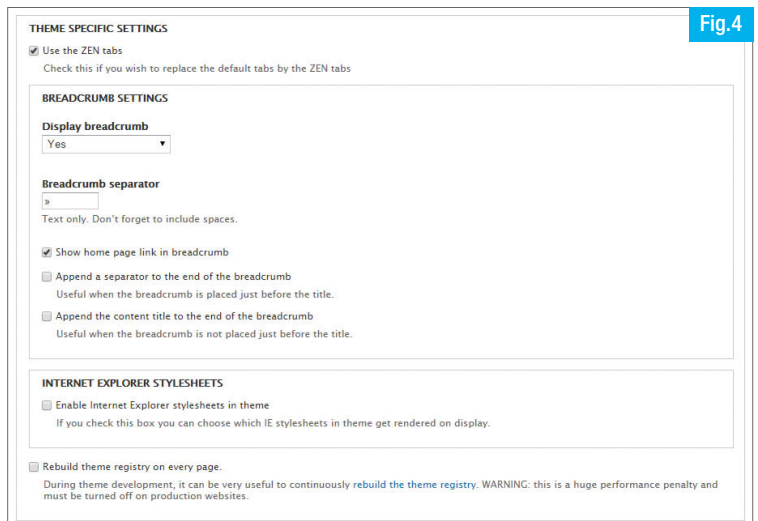 Fig.4
THEME SPECIFIC SETTINGS
Use the ZEN tabs
Check this if you wish to replace the default tabs by the ZEN tabs
BREADCRUMB SETTINGS
Display breadcrumb
Yes
Breadcrumb separator
»
Text only. Don't forget to include spaces.
Show home page link in breadcrumb
Append a separator to the end of the breadcrumb
Useful when the breadcrumb is placed just before the title.
Append the content title to the end of the breadcrumb
Useful when the breadcrumb is not placed just before the title.
INTERNET EXPLORER STYLESHEETS
Enable Internet Explorer stylesheets in theme
If you check this box you can choose which IE stylesheets in theme get rendered on display.
Rebuild theme registry on every page.
During theme development, it can be very useful to continuously rebuild the theme registry. WARNING: this is a huge performance penalty and
must be turned off on production websites.